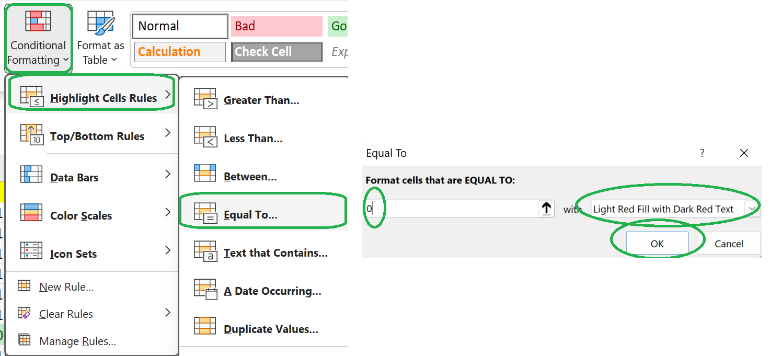 Conditional
Formatting
Format as
Table
Normal
Bad
Go
Calculation
Check Cell
Exp
Highlight Cells Rules
Top/Bottom Rules
10
Data Bars
Color Scales
Icon Sets
New Rule...
Clear Rules
Manage Rules...
Greater Than...
Less Than...
Between...
Equal To...
Text that Contains...
A Date Occurring...
Duplicate Values...
Equal To
? ×
Format cells that are EQUAL TO:
0 with Light Red Fill with Dark Red Text
OK Cancel